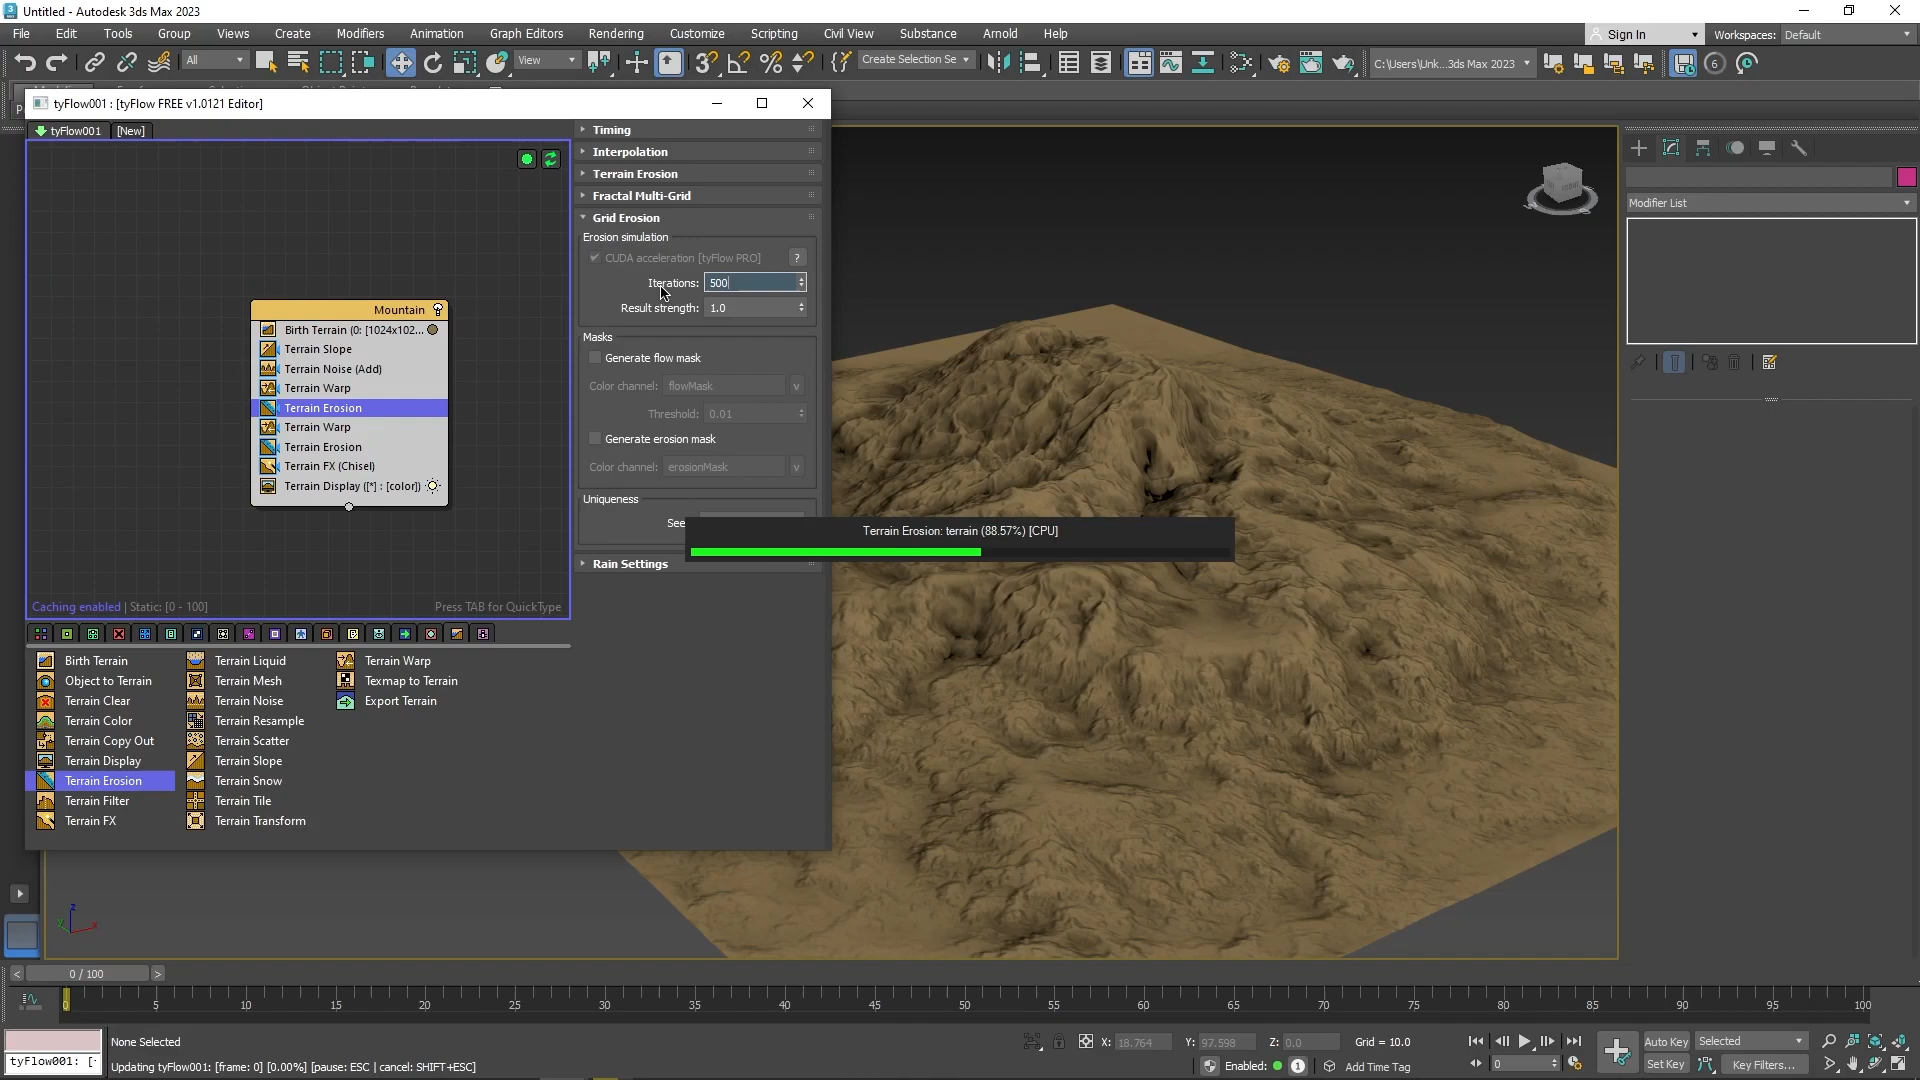 Untitled - Autodesk 3ds Max 2023
File Edit Tools Group Views Create Modifiers Animation Graph Editors Rendering Customize Scripting Civil View Substance Arnold Help
Sign In
Workspaces: Default
All
View
Create Selection Se
C:\Users\Unk...3ds Max 2023
6
tyFlow001 : [tyFlow FREE v1.0121 Editor]
tyFlow001 [New]
Timing
Interpolation
Terrain Erosion
Fractal Multi-Grid
Grid Erosion
Erosion simulation
CUDA acceleration [tyFlow PRO] ?
Iterations: 500
Result strength: 1.0
Masks
Generate flow mask
Color channel: flowMask v
Threshold: 0.01
Generate erosion mask
Color channel: erosionMask v
Uniqueness
See
Rain Settings
Mountain
Birth Terrain (0: [1024x102...
Terrain Slope
Terrain Noise (Add)
Terrain Warp
Terrain Erosion
Terrain Warp
Terrain Erosion
Terrain FX (Chisel)
Terrain Display ([*] : [color])
Terrain Erosion: terrain (88.57%) [CPU]
Caching enabled | Static: [0 - 100]
Press TAB for QuickType
Birth Terrain
Object to Terrain
Terrain Clear
Terrain Color
Terrain Copy Out
Terrain Display
Terrain Erosion
Terrain Filter
Terrain FX
Terrain Liquid
Terrain Mesh
Terrain Noise
Terrain Resample
Terrain Scatter
Terrain Slope
Terrain Snow
Terrain Tile
Terrain Transform
Terrain Warp
Texmap to Terrain
Export Terrain
Modifier List
z
y
x
< 0 / 100 >
0 5 10 15 20 25 30 35 40 45 50 55 60 65 70 75 80 85 90 95 100
None Selected
X: 18.764 Y: 97.598 Z: 0.0 Grid = 10.0
Auto Key Selected
tyFlow001: [
Updating tyFlow001: [frame: 0] [0.00%] [pause: ESC | cancel: SHIFT+ESC]
Enabled: 1 Add Time Tag
0
Set Key Key Filters...